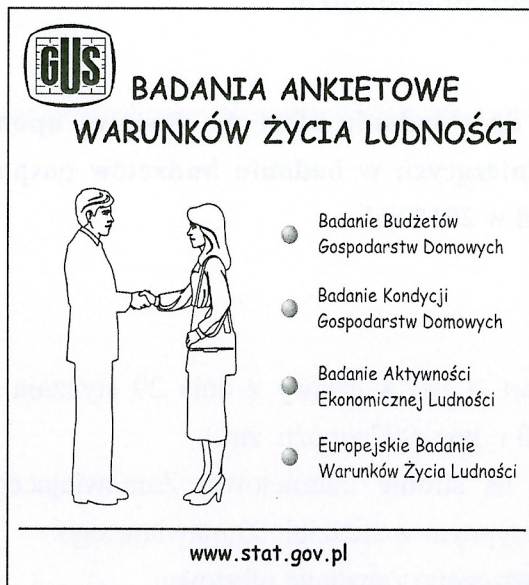 GUS
BADANIA ANKIETOWE
WARUNKÓW ŻYCIA LUDNOŚCI
Badanie Budżetów
Gospodarstw Domowych
Badanie Kondycji
Gospodarstw Domowych
Badanie Aktywności
Ekonomicznej Ludności
Europejskie Badanie
Warunków Życia Ludności
www.stat.gov.pl